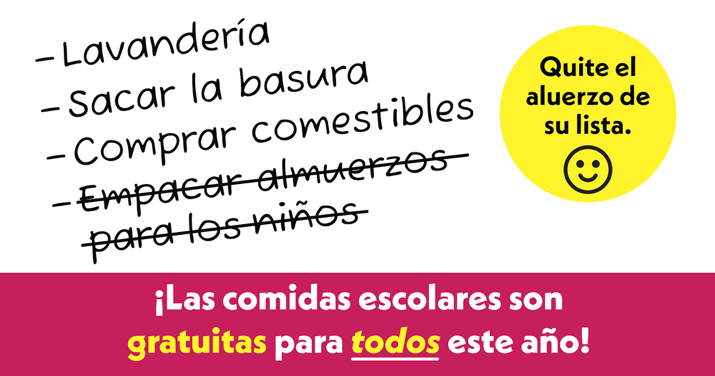 – Lavandería
– Sacar la basura
– Comprar comestibles
– Empacar almuerzos
para los niños
Quite el
aluerzo de
su lista.
¡Las comidas escolares son
gratuitas para todos este año!